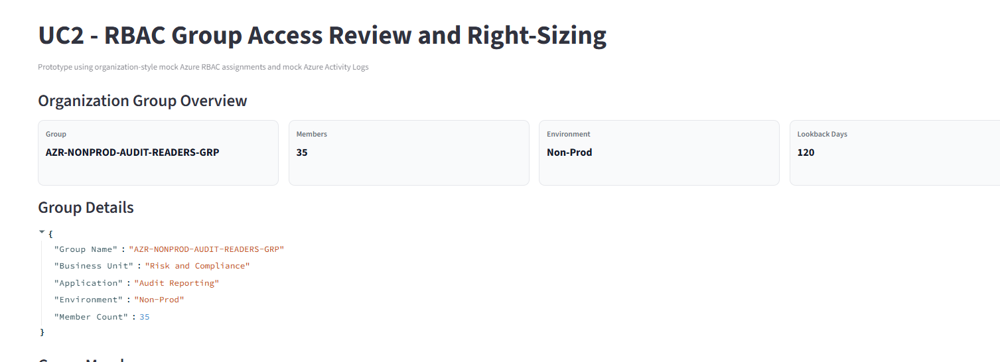 UC2 - RBAC Group Access Review and Right-Sizing
Prototype using organization-style mock Azure RBAC assignments and mock Azure Activity Logs
Organization Group Overview
Group
AZR-NONPROD-AUDIT-READERS-GRP
Members
35
Environment
Non-Prod
Lookback Days
120
Group Details
{
"Group Name" : "AZR-NONPROD-AUDIT-READERS-GRP"
"Business Unit" : "Risk and Compliance"
"Application" : "Audit Reporting"
"Environment" : "Non-Prod"
"Member Count" : 35
}